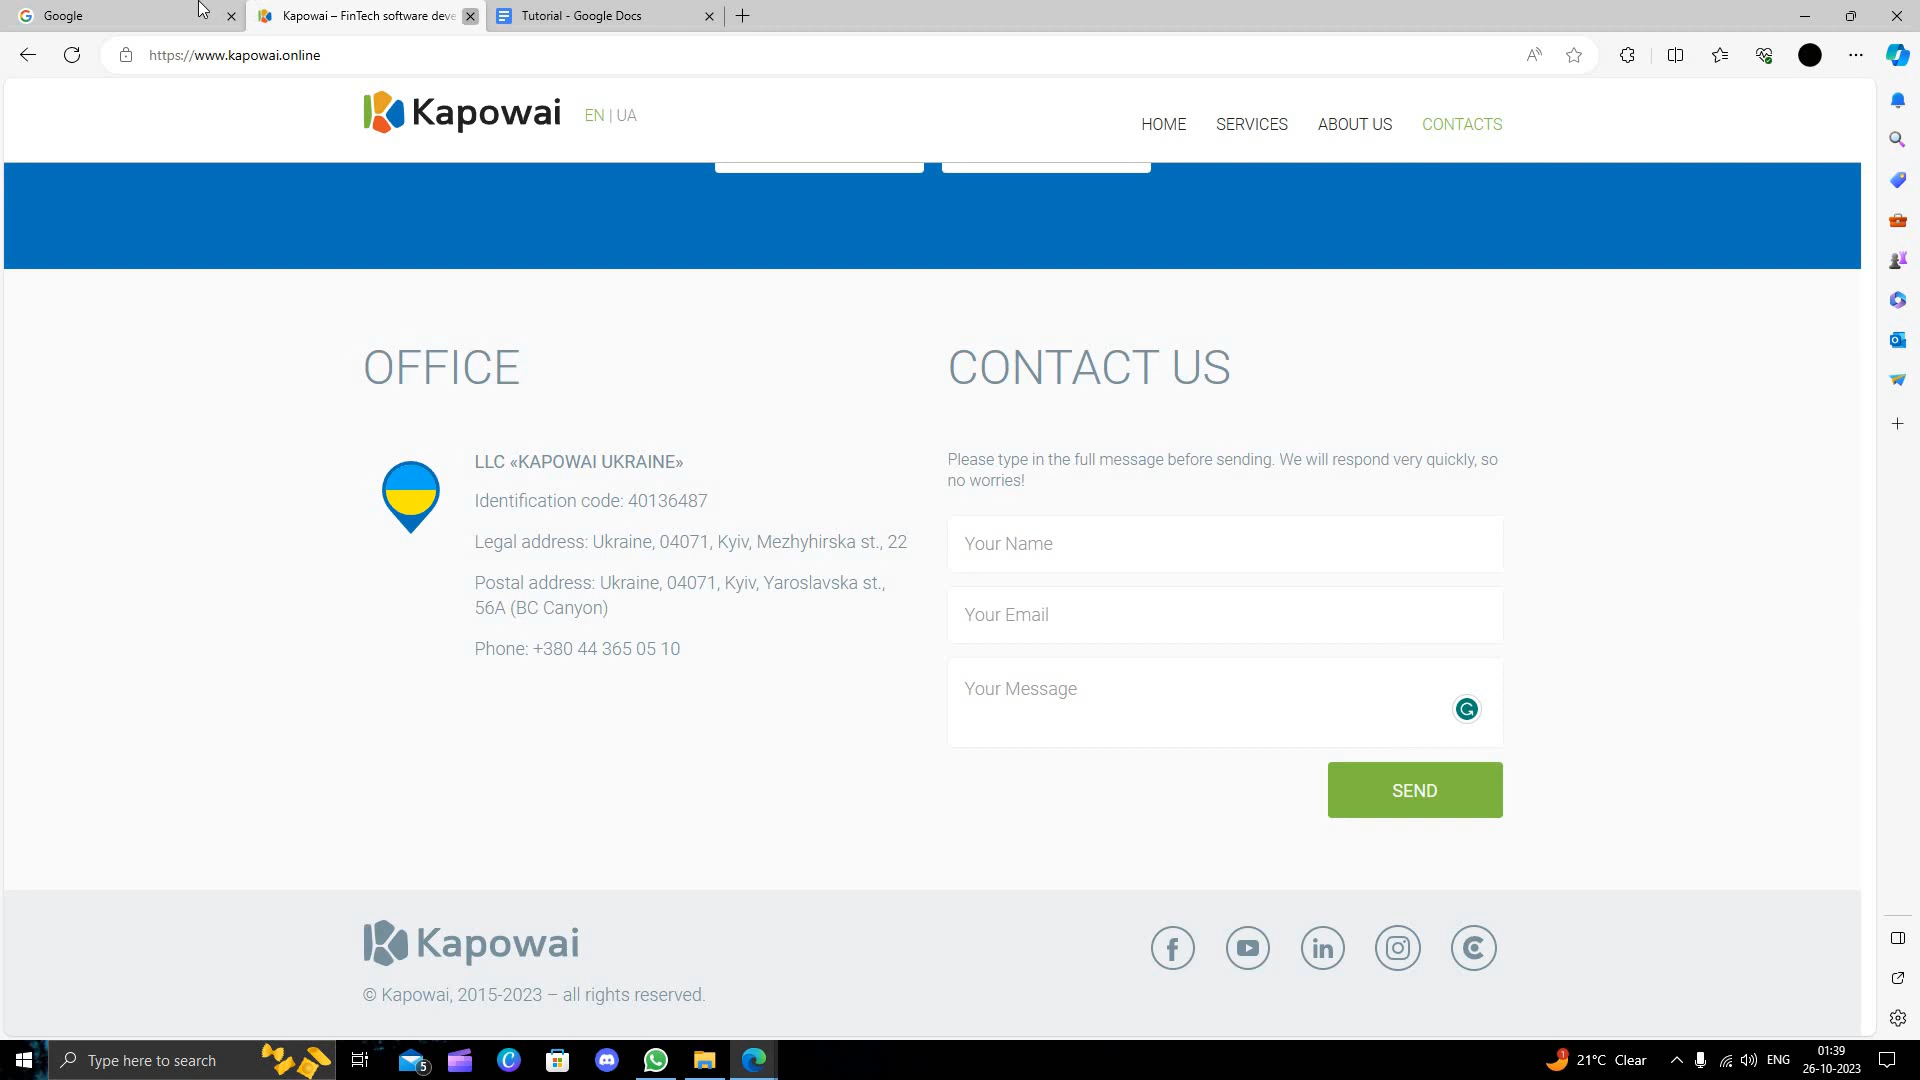 Google
Kapowai – FinTech software deve
Tutorial - Google Docs
https://www.kapowai.online
Kapowai
EN | UA
HOME
SERVICES
ABOUT US
CONTACTS
OFFICE
LLC «KAPOWAI UKRAINE»
Identification code: 40136487
Legal address: Ukraine, 04071, Kyiv, Mezhyhirska st., 22
Postal address: Ukraine, 04071, Kyiv, Yaroslavska st.,
56A (BC Canyon)
Phone: +380 44 365 05 10
CONTACT US
Please type in the full message before sending. We will respond very quickly, so
no worries!
Your Name
Your Email
Your Message
SEND
Kapowai
© Kapowai, 2015-2023 – all rights reserved.
Type here to search
5
1
21°C Clear
ENG
01:39
26-10-2023